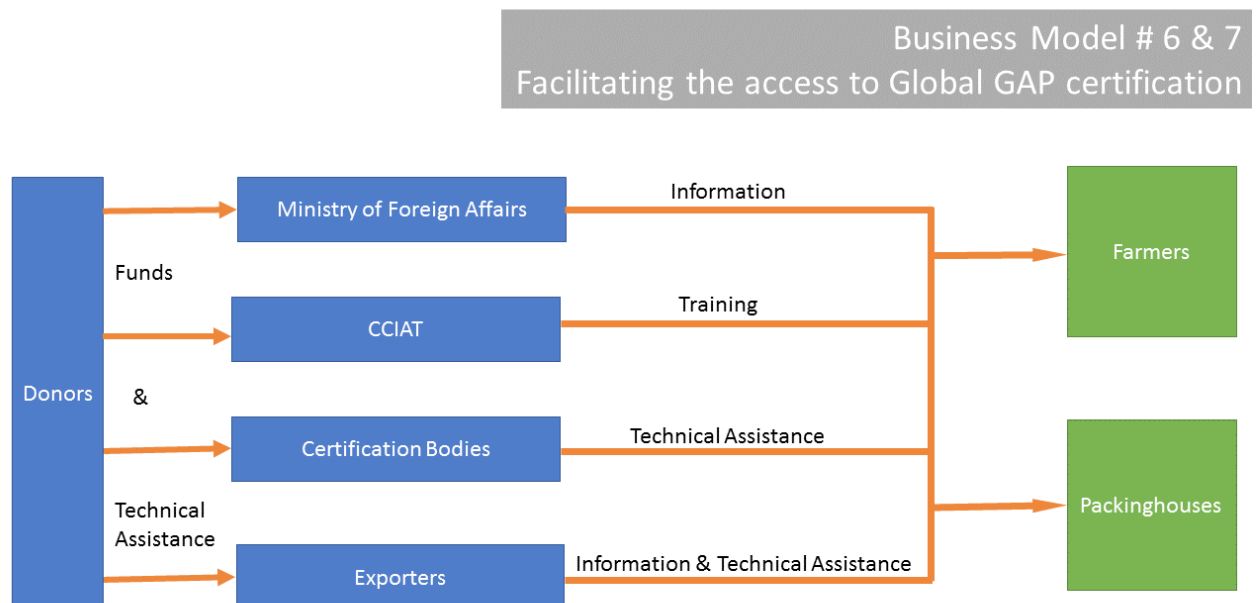 Business Model # 6 & 7
Facilitating the access to Global GAP certification
Ministry of Foreign Affairs
Information
Farmers
Funds
CCIAT
Training
Donors
&
Certification Bodies
Technical Assistance
Technical
Assistance
Packinghouses
Exporters
Information & Technical Assistance